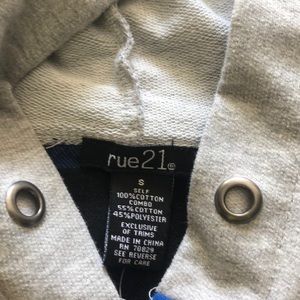 rue21®
S
SELF
100%COTTON
COMBO
55%COTTON
45%POLYESTER
EXCLUSIVE
OF TRIMS
MADE IN CHINA
RN 70829
SEE REVERSE
FOR CARE